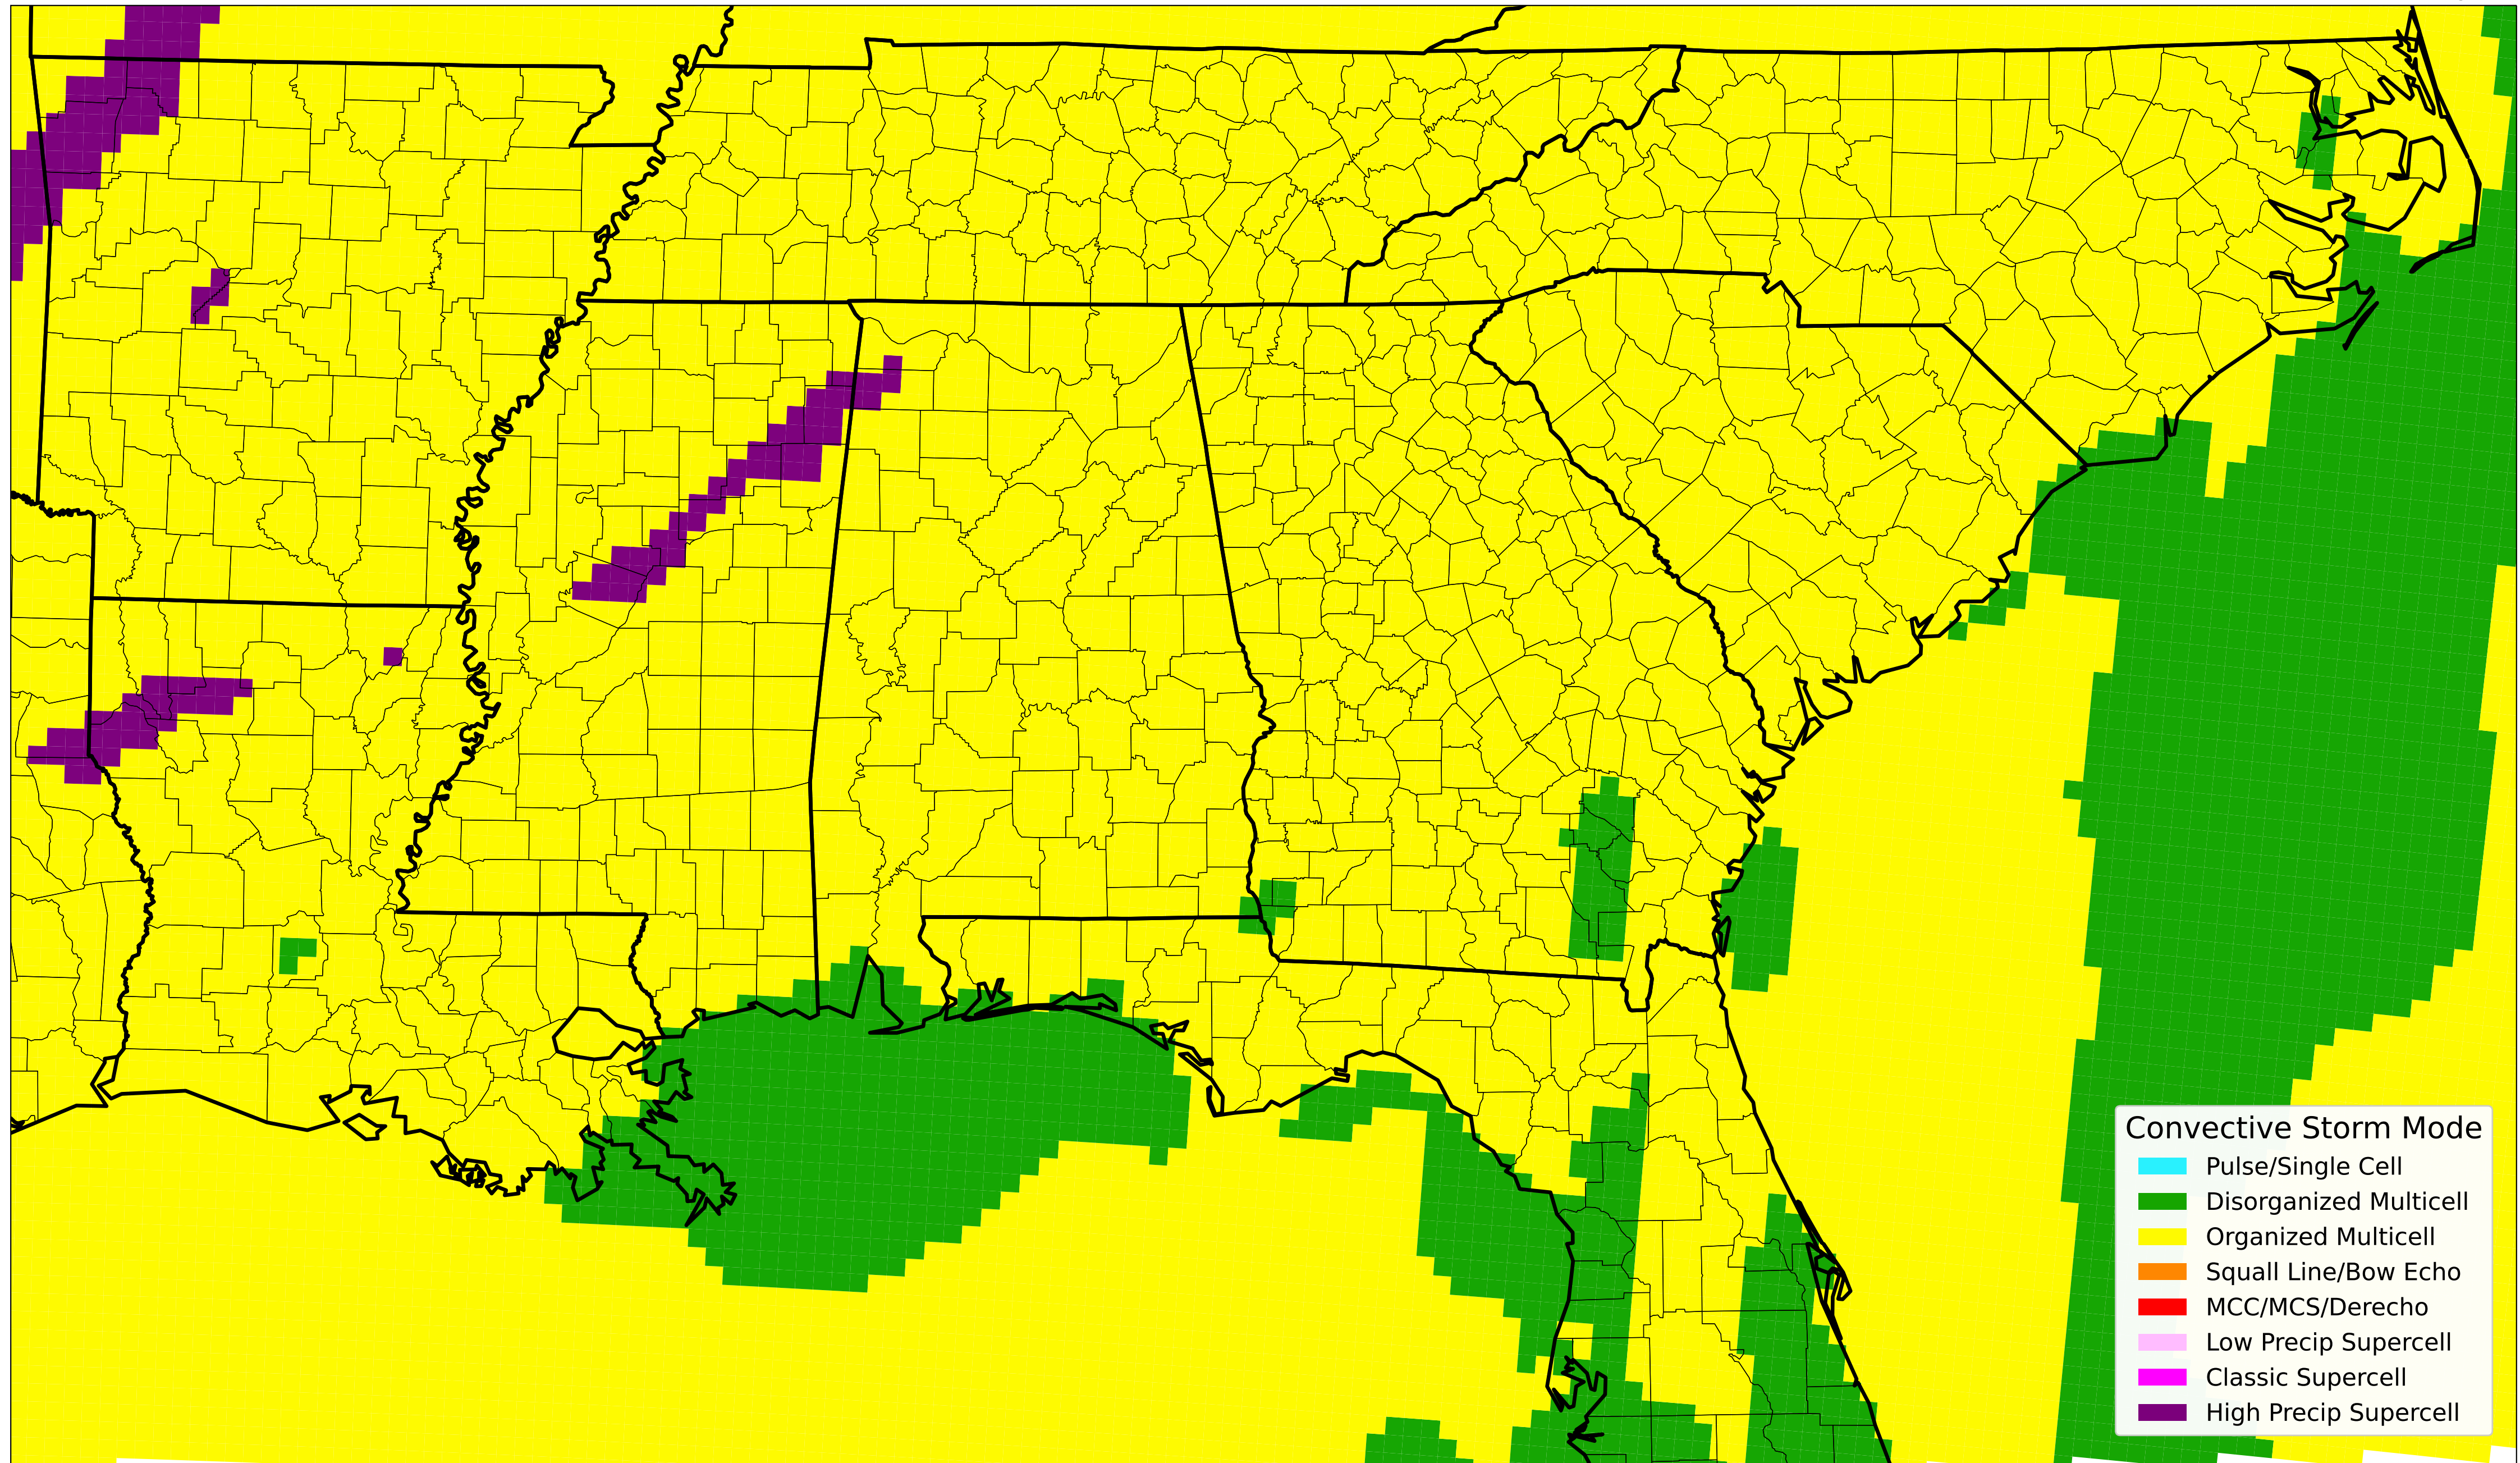 Convective Storm Mode
Pulse/Single Cell
Disorganized Multicell
Organized Multicell
Squall Line/Bow Echo
MCC/MCS/Derecho
Low Precip Supercell
Classic Supercell
High Precip Supercell